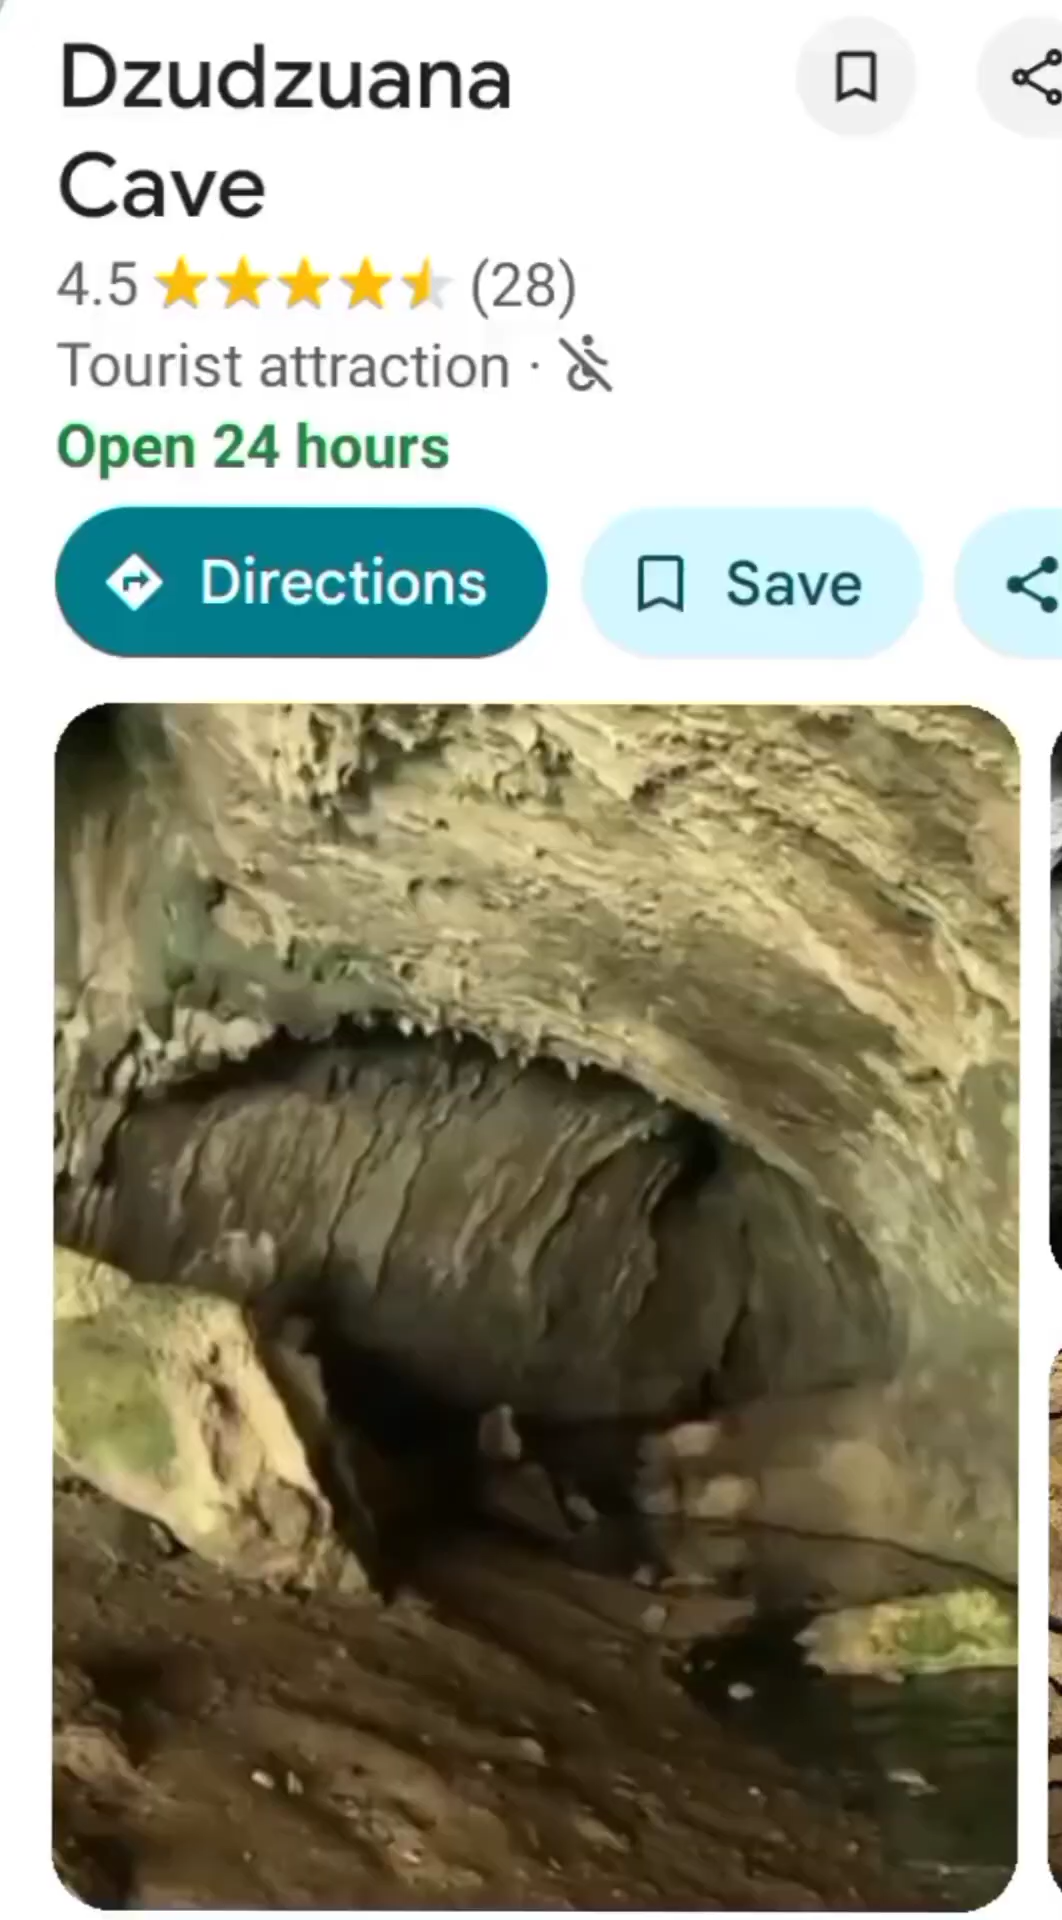 Dzudzuana
Cave
4.5 (28)
Tourist attraction ·
Open 24 hours
Directions Save